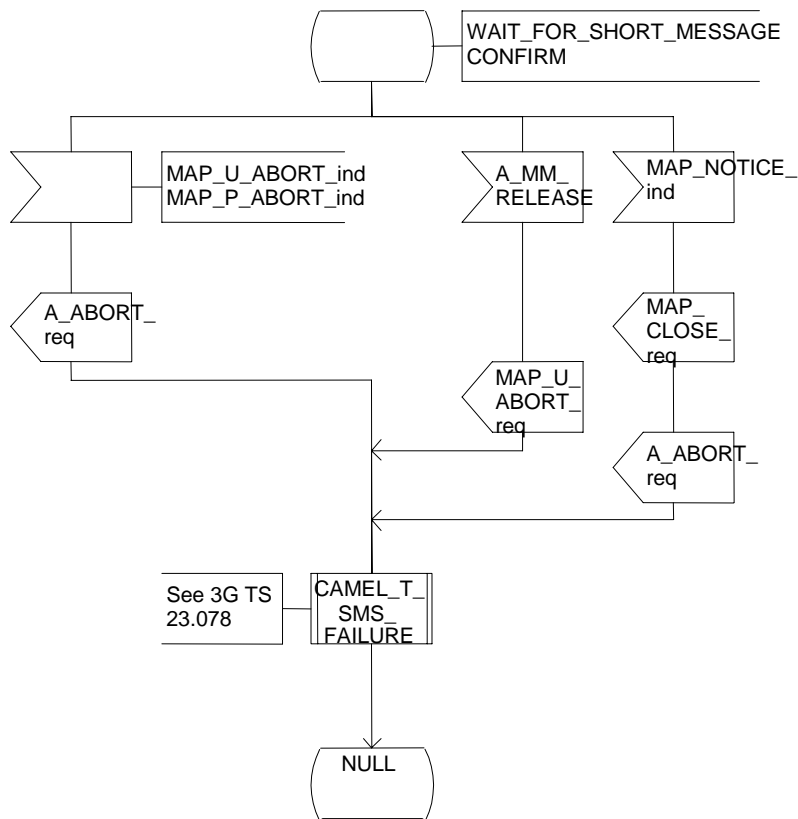 WAIT_FOR_SHORT_MESSAGE
CONFIRM
MAP_U_ABORT_ind
MAP_P_ABORT_ind
A_MM_
RELEASE
MAP_NOTICE_
ind
A_ABORT_
req
MAP_
CLOSE_
req
MAP_U_
ABORT_
req
A_ABORT_
req
See 3G TS
23.078
CAMEL_T_
SMS_
FAILURE
NULL